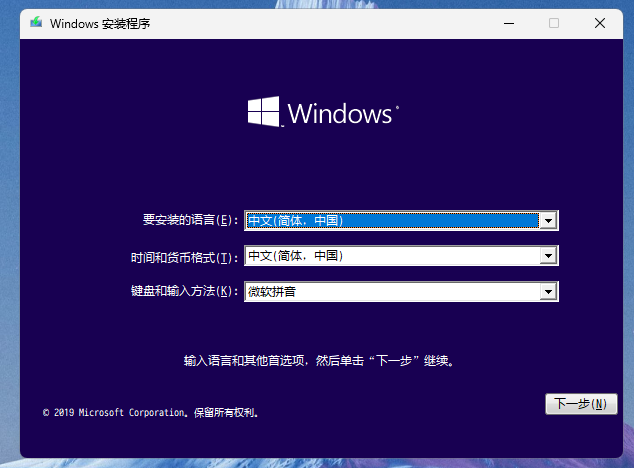 Windows 安装程序
Windows
要安装的语言(E): 中文(简体，中国)
时间和货币格式(T): 中文(简体，中国)
键盘和输入方法(K): 微软拼音
输入语言和其他首选项，然后单击“下一步”继续。
下一步(N)
© 2019 Microsoft Corporation。保留所有权利。